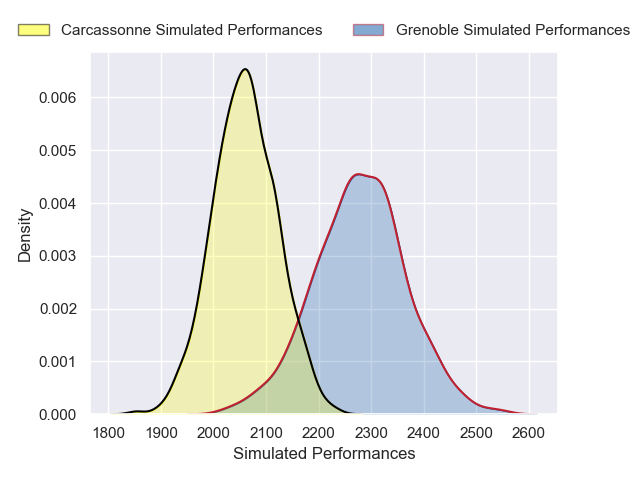 Carcassonne Simulated Performances Grenoble Simulated Performances
0.006
0.005
0.004
0.003
0.002
0.001
0.000
Density
1800 1900 2000 2100 2200 2300 2400 2500 2600
Simulated Performances